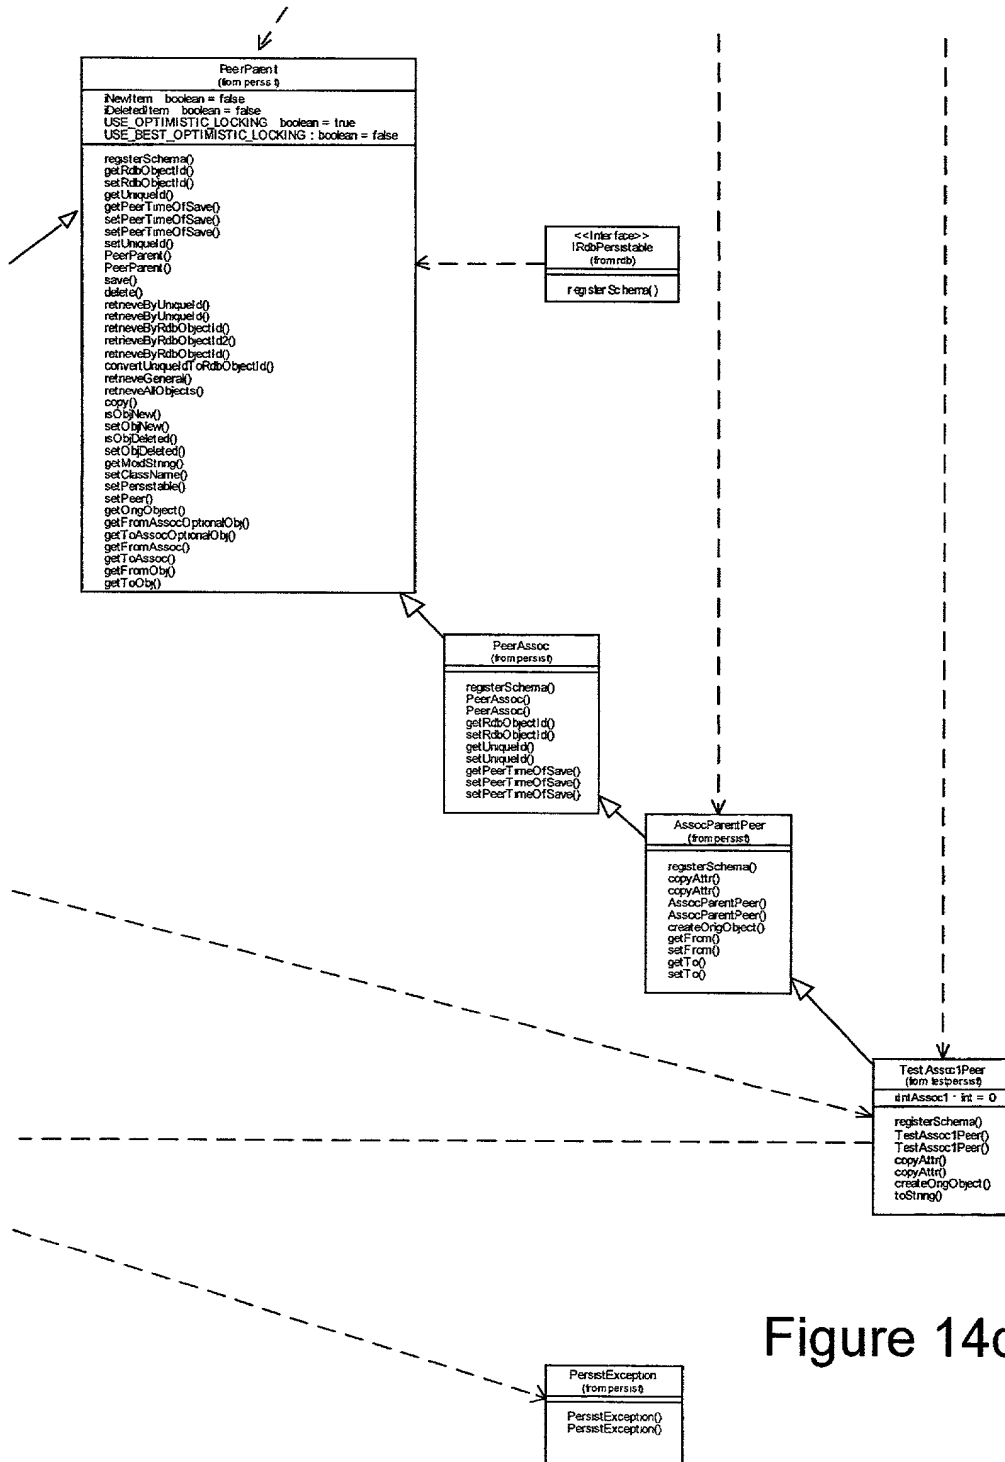 PeerParent
(from persist)
iNewItem boolean = false
iDeletedItem boolean = false
USE_OPTIMISTIC_LOCKING boolean = true
USE_BEST_OPTIMISTIC_LOCKING : boolean = false
registerSchema()
getRdbObjectId()
setRdbObjectId()
getUniqueId()
getPeerTimeOfSave()
setPeerTimeOfSave()
setPeerTimeOfSave()
setUniqueId()
PeerParent()
PeerParent()
save()
delete()
retrieveByUniqueId()
retrieveByUniqueId()
retrieveByRdbObjectId()
retrieveByRdbObjectId2()
retrieveByRdbObjectId()
convertUniqueIdToRdbObjectId()
retrieveGeneral()
retrieveAllObjects()
copy()
isObjNew()
setObjNew()
isObjDeleted()
setObjDeleted()
getModString()
setClassName()
setPersistable()
setPeer()
getOrigObject()
getFromAssocOptionalObj()
getToAssocOptionalObj()
getFromAssoc()
getToAssoc()
getFromObj()
getToObj()
<<Interface>>
IRdbPersistable
(from rdb)
registerSchema()
PeerAssoc
(from persist)
registerSchema()
PeerAssoc()
PeerAssoc()
getRdbObjectId()
setRdbObjectId()
getUniqueId()
setUniqueId()
getPeerTimeOfSave()
setPeerTimeOfSave()
setPeerTimeOfSave()
AssocParentPeer
(from persist)
registerSchema()
copyAttr()
copyAttr()
AssocParentPeer()
AssocParentPeer()
createOrigObject()
getFrom()
setFrom()
getTo()
setTo()
TestAssoc1Peer
(from testpersist)
iIntAssoc1 : int = 0
registerSchema()
TestAssoc1Peer()
TestAssoc1Peer()
copyAttr()
copyAttr()
createOrigObject()
toString()
Figure 14
PersistException
(from persist)
PersistException()
PersistException()